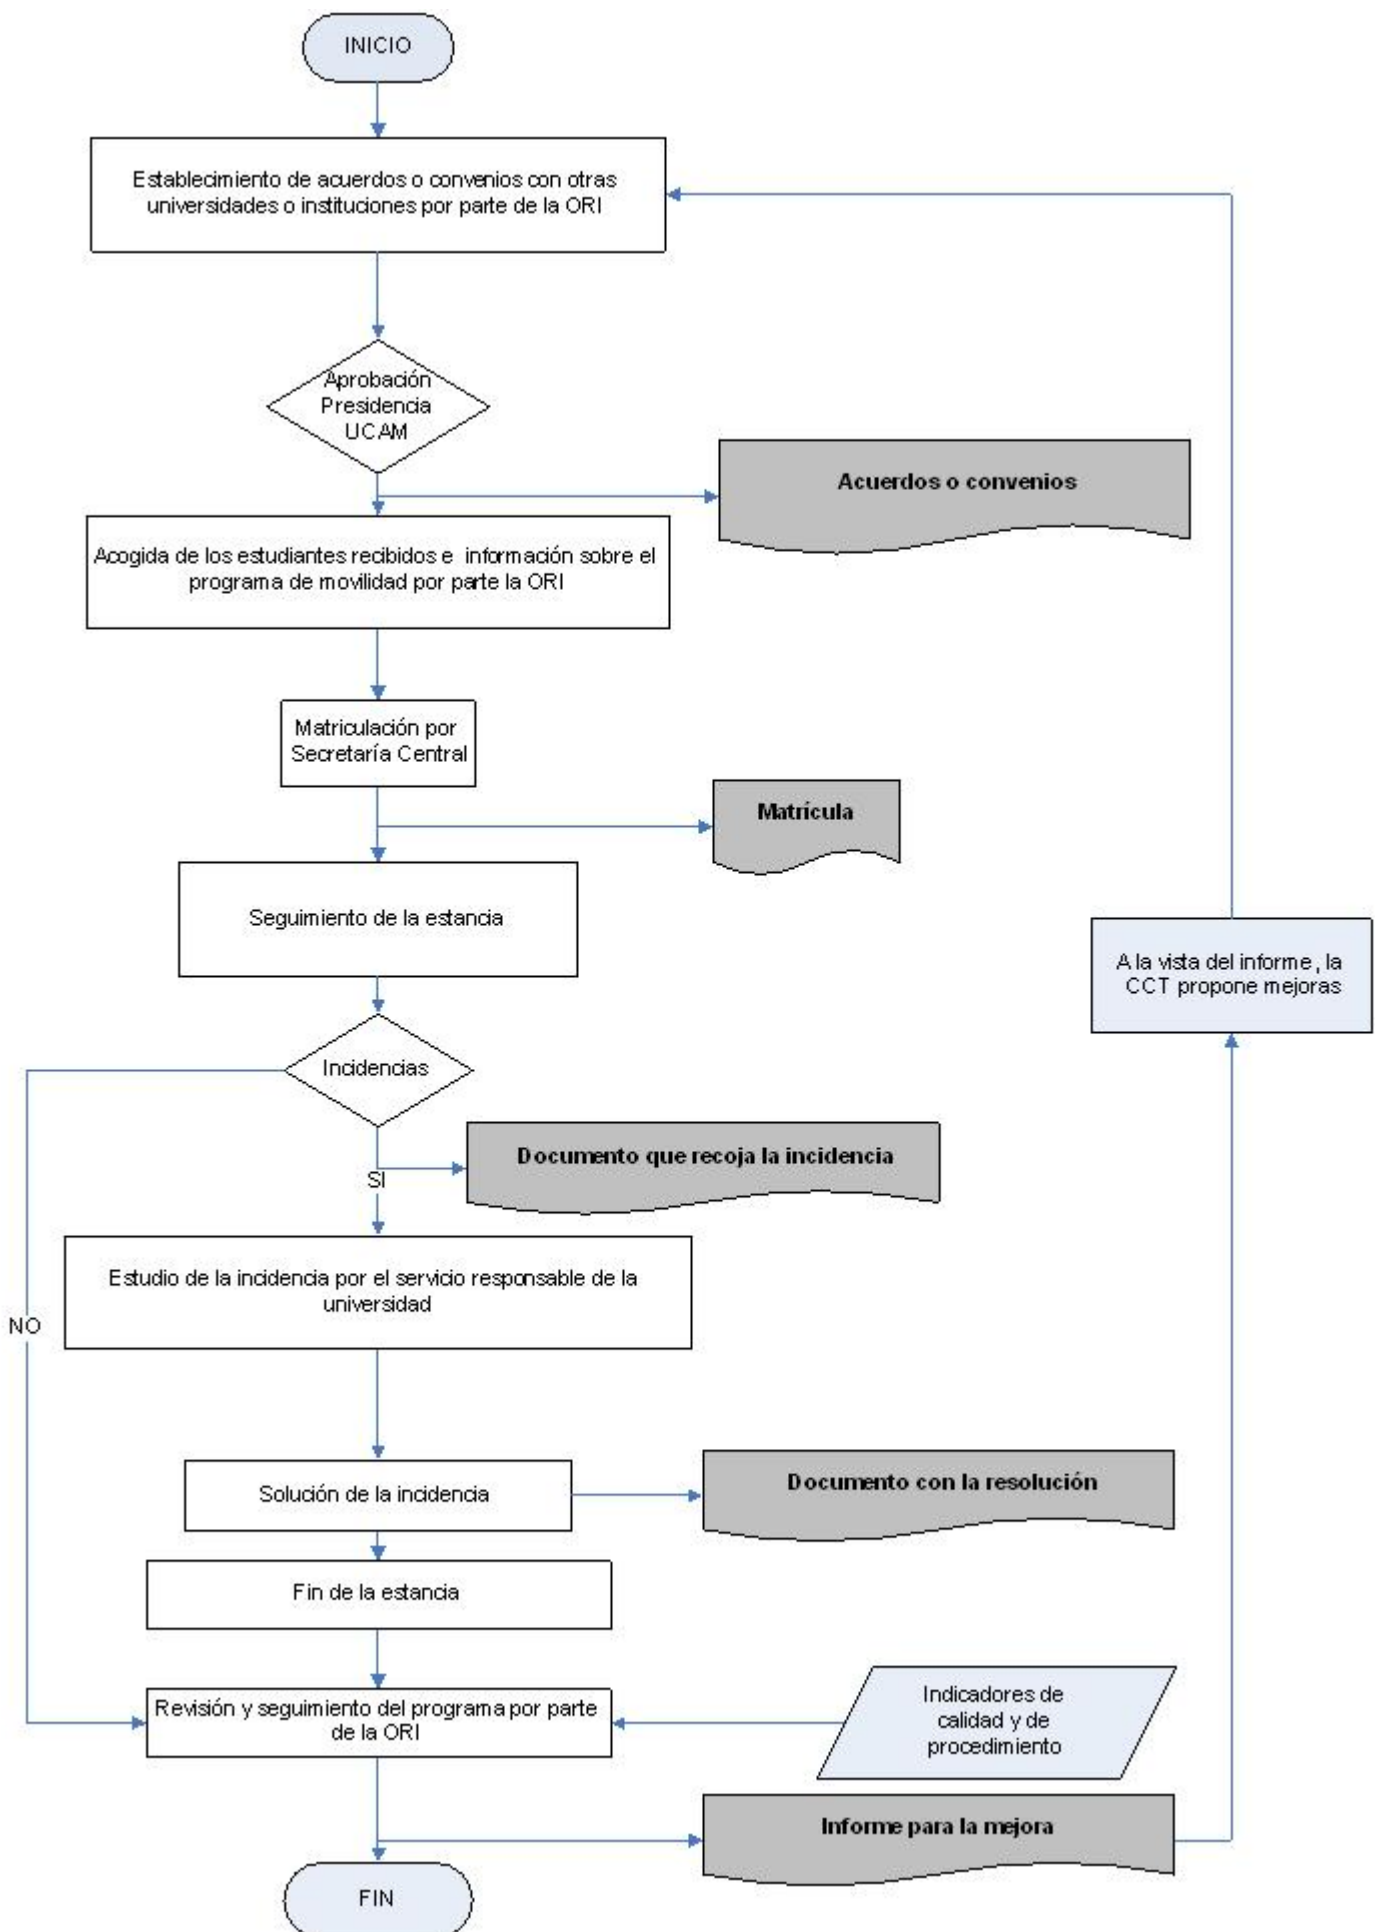 INICIO
Establecimiento de acuerdos o convenios con otras
universidades o instituciones por parte de la ORI
Aprobación
Presidencia
UCAM
Acuerdos o convenios
Acogida de los estudiantes recibidos e información sobre el
programa de movilidad por parte la ORI
Matriculación por
Secretaría Central
Matrícula
Seguimiento de la estancia
A la vista del informe, la
CCT propone mejoras
Incidencias
Documento que recoja la incidencia
SI
Estudio de la incidencia por el servicio responsable de la
universidad
NO
Solución de la incidencia
Documento con la resolución
Fin de la estancia
Revisión y seguimiento del programa por parte
de la ORI
Indicadores de
calidad y de
procedimiento
Informe para la mejora
FIN